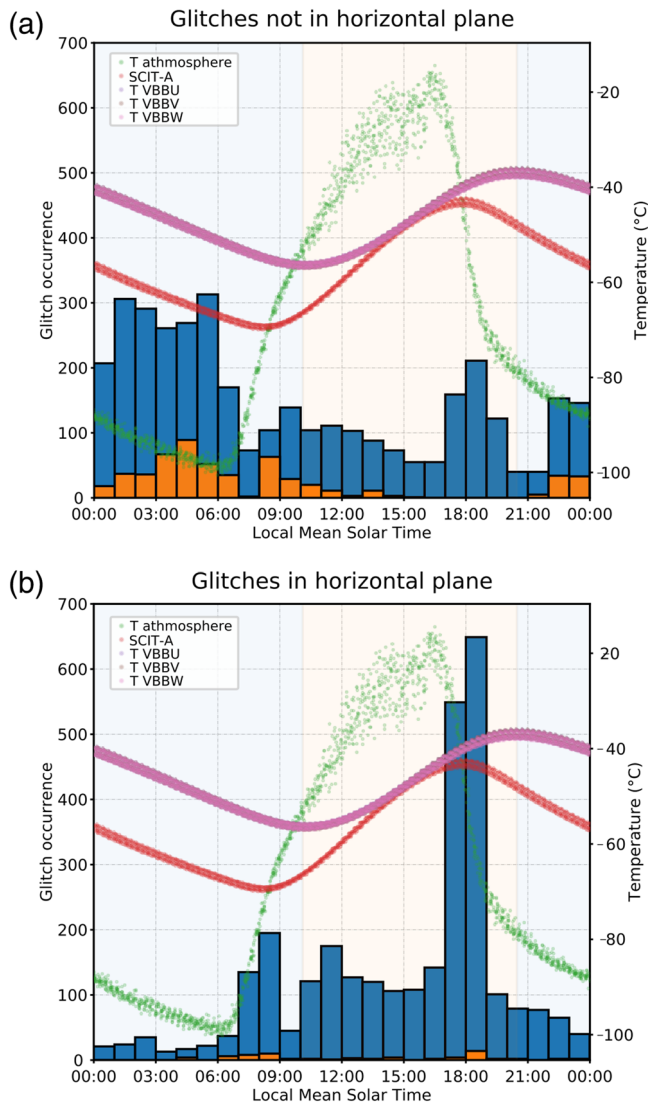 (a)
Glitches not in horizontal plane
T athmosphere
SCIT-A
T VBBU
T VBBV
T VBBW
Glitch occurrence
700
600
500
400
300
200
100
0
-20
-40
-60
-80
-100
Temperature (°C)
00:00 03:00 06:00 09:00 12:00 15:00 18:00 21:00 00:00
Local Mean Solar Time
(b)
Glitches in horizontal plane
T athmosphere
SCIT-A
T VBBU
T VBBV
T VBBW
Glitch occurrence
700
600
500
400
300
200
100
0
20
-40
-60
-80
-100
Temperature (°C)
00:00 03:00 06:00 09:00 12:00 15:00 18:00 21:00 00:00
Local Mean Solar Time